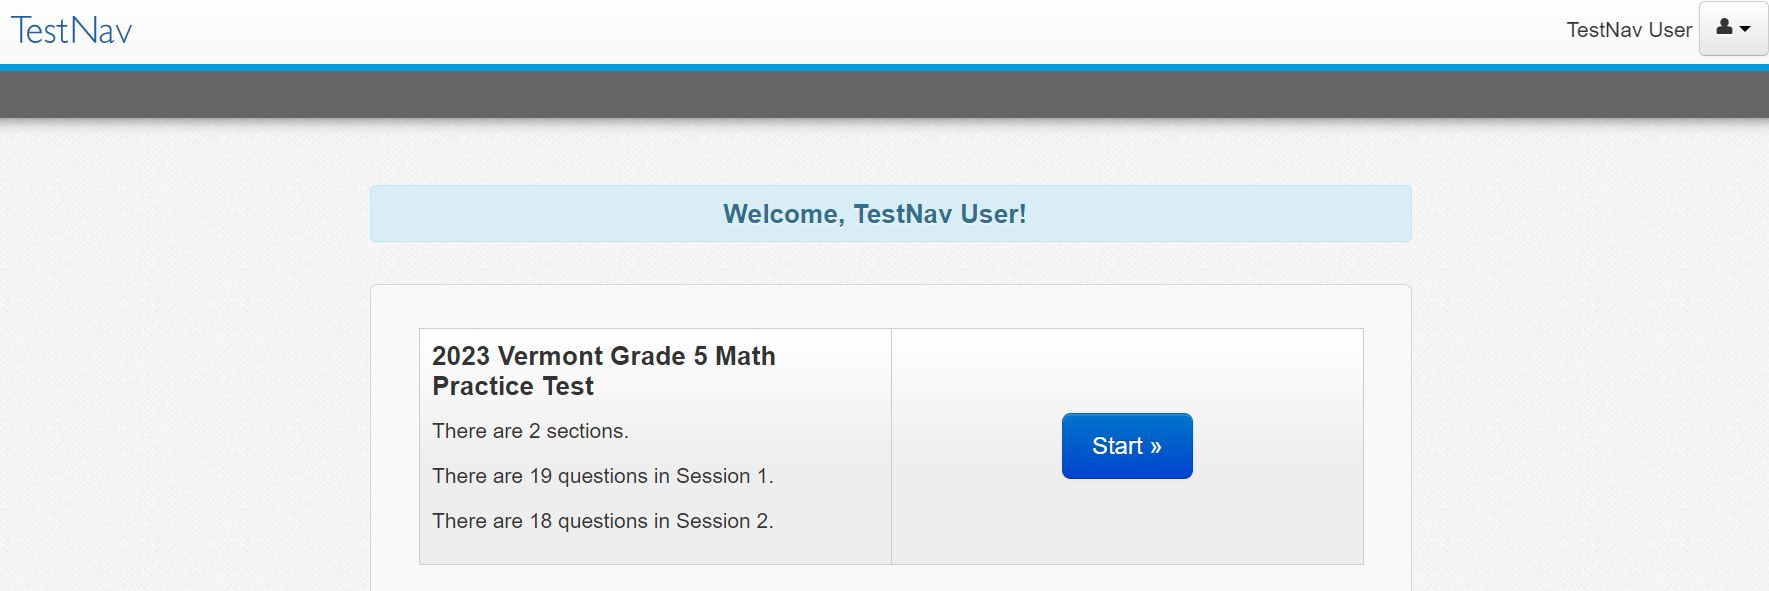 TestNav
TestNav User
Welcome, TestNav User!
2023 Vermont Grade 5 Math
Practice Test
There are 2 sections.
There are 19 questions in Session 1.
There are 18 questions in Session 2.
Start »